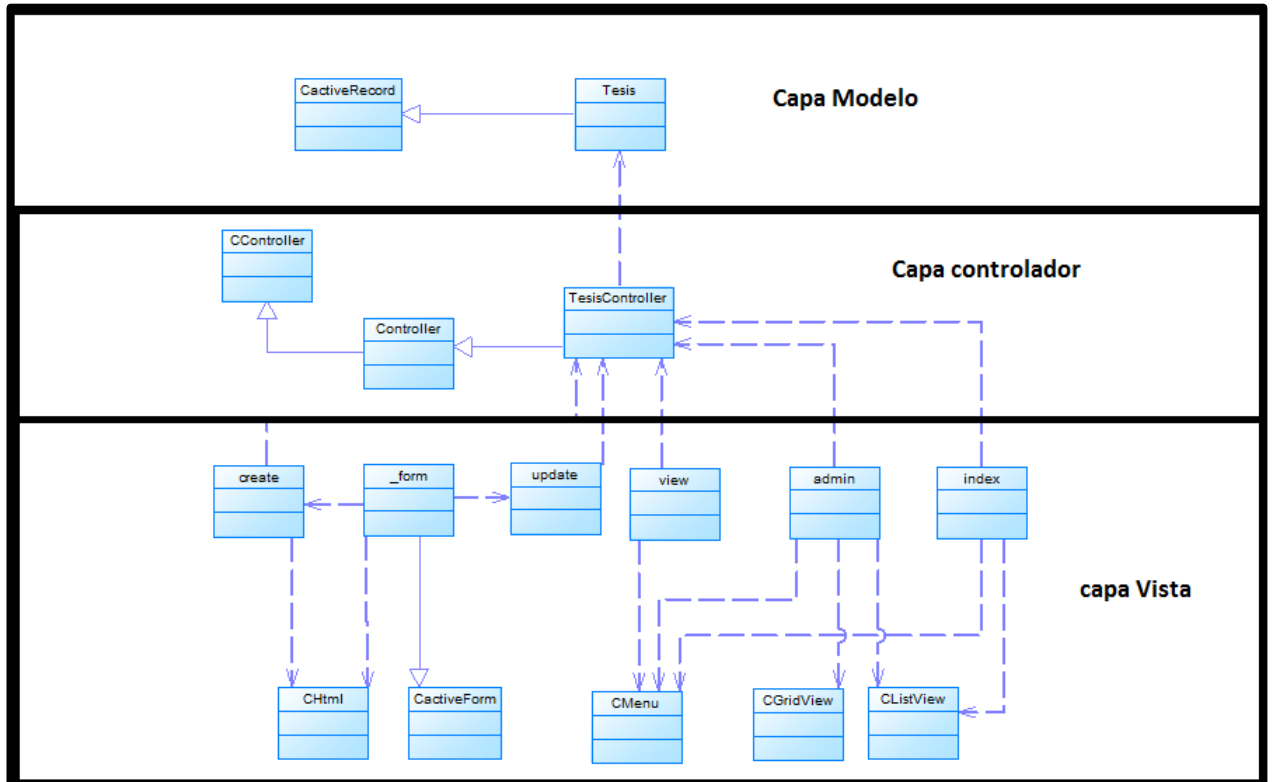 CactiveRecord
Tesis
Capa Modelo
CController
Capa controlador
TesisController
Controller
create
_form
update
view
admin
index
capa Vista
CHtml
CactiveForm
CMenu
CGridView
CListView